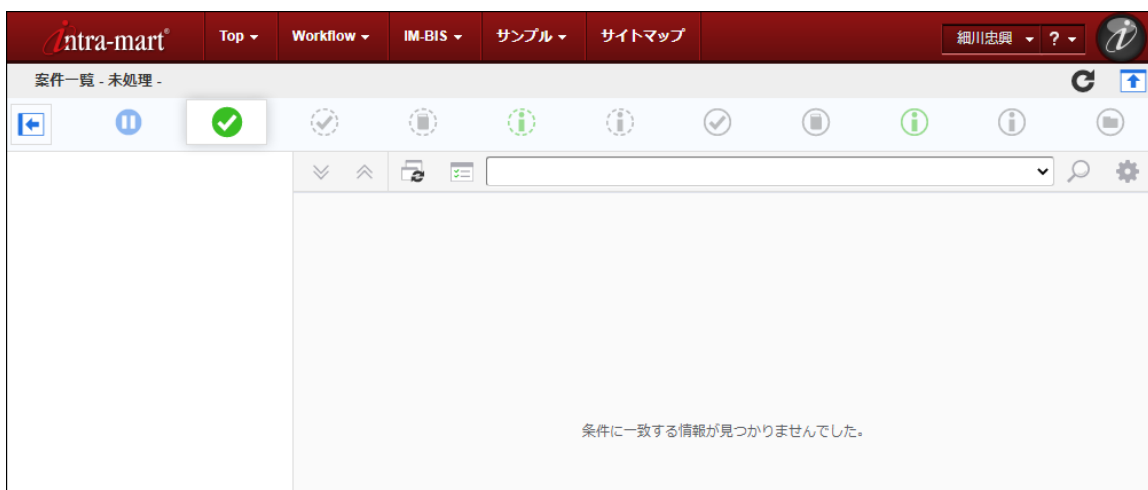 intra-mart® Top Workflow IM-BIS サンプル サイトマップ 細川忠興 ?
案件一覧 - 未処理 -
条件に一致する情報が見つかりませんでした。